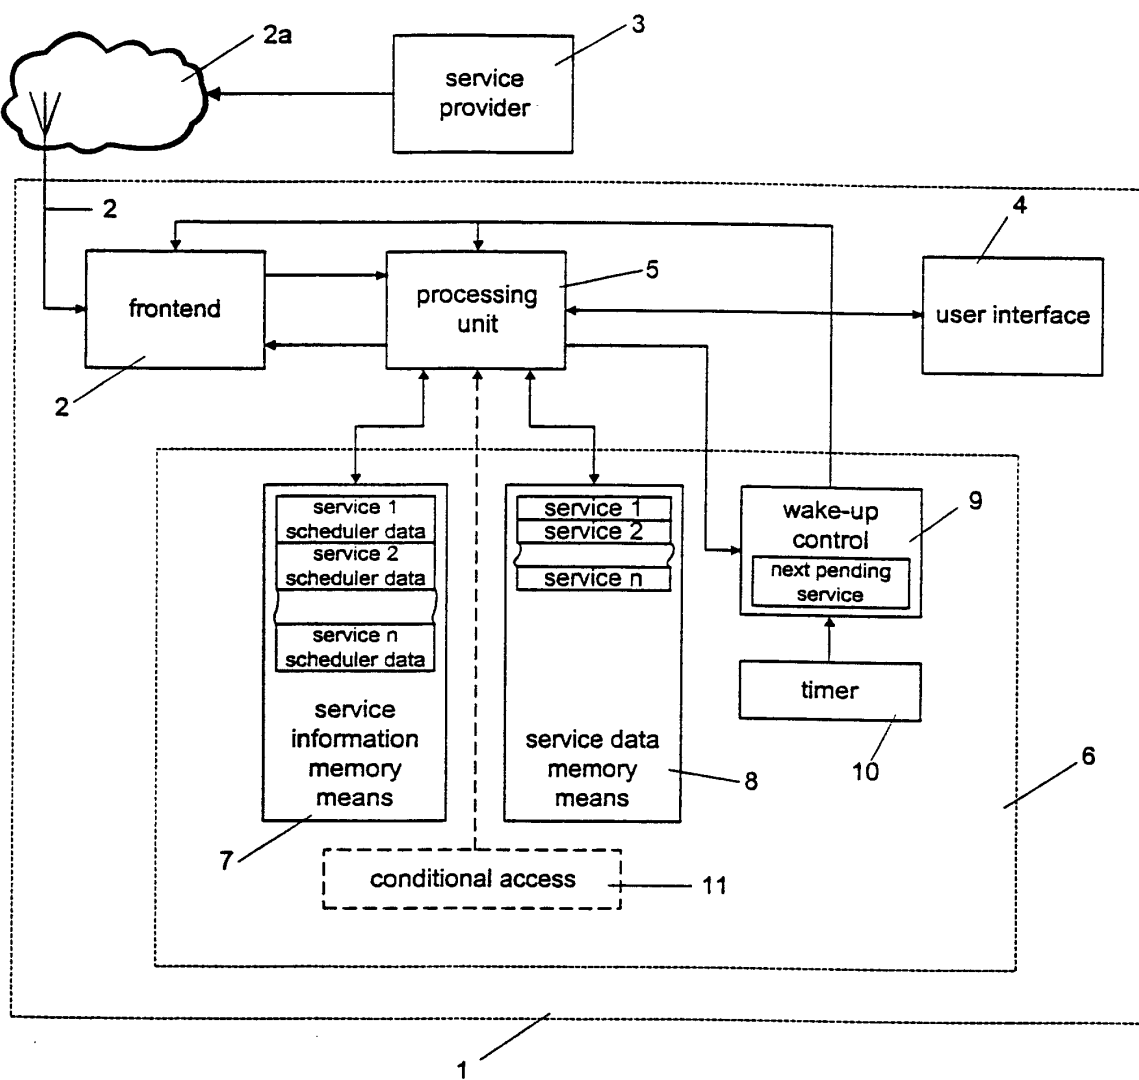 2a
3
service
provider
2
4
5
frontend
processing
unit
user interface
2
service 1
scheduler data
service 2
scheduler data
service n
scheduler data
service
information
memory
means
service 1
service 2
service n
service data
memory
means
wake-up
control
next pending
service
9
timer
10
8
6
7
conditional access
11
1